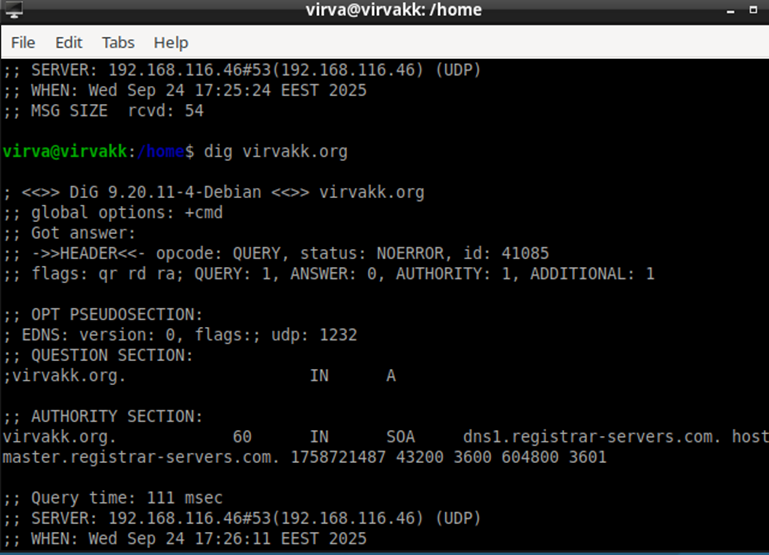 virva@virvakk: /home
File Edit Tabs Help
;; SERVER: 192.168.116.46#53(192.168.116.46) (UDP)
;; WHEN: Wed Sep 24 17:25:24 EEST 2025
;; MSG SIZE  rcvd: 54
virva@virvakk:/home$ dig virvakk.org
; <<>> DiG 9.20.11-4-Debian <<>> virvakk.org
;; global options: +cmd
;; Got answer:
;; ->>HEADER<<- opcode: QUERY, status: NOERROR, id: 41085
;; flags: qr rd ra; QUERY: 1, ANSWER: 0, AUTHORITY: 1, ADDITIONAL: 1
;; OPT PSEUDOSECTION:
; EDNS: version: 0, flags:; udp: 1232
;; QUESTION SECTION:
;virvakk.org.                   IN      A
;; AUTHORITY SECTION:
virvakk.org.            60      IN      SOA     dns1.registrar-servers.com. host
master.registrar-servers.com. 1758721487 43200 3600 604800 3601
;; Query time: 111 msec
;; SERVER: 192.168.116.46#53(192.168.116.46) (UDP)
;; WHEN: Wed Sep 24 17:26:11 EEST 2025